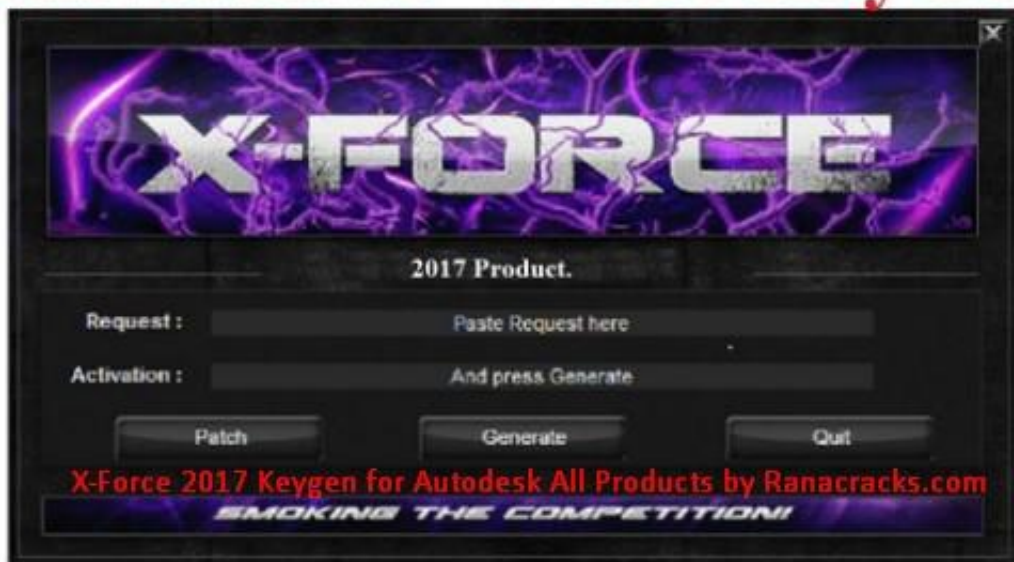 X-FORCE
2017 Product.
Request :
Paste Request here
Activation :
And press Generate
Patch
Generate
Quit
X-Force 2017 Keygen for Autodesk All Products by Ranacracks.com
SMOKING THE COMPETITION!